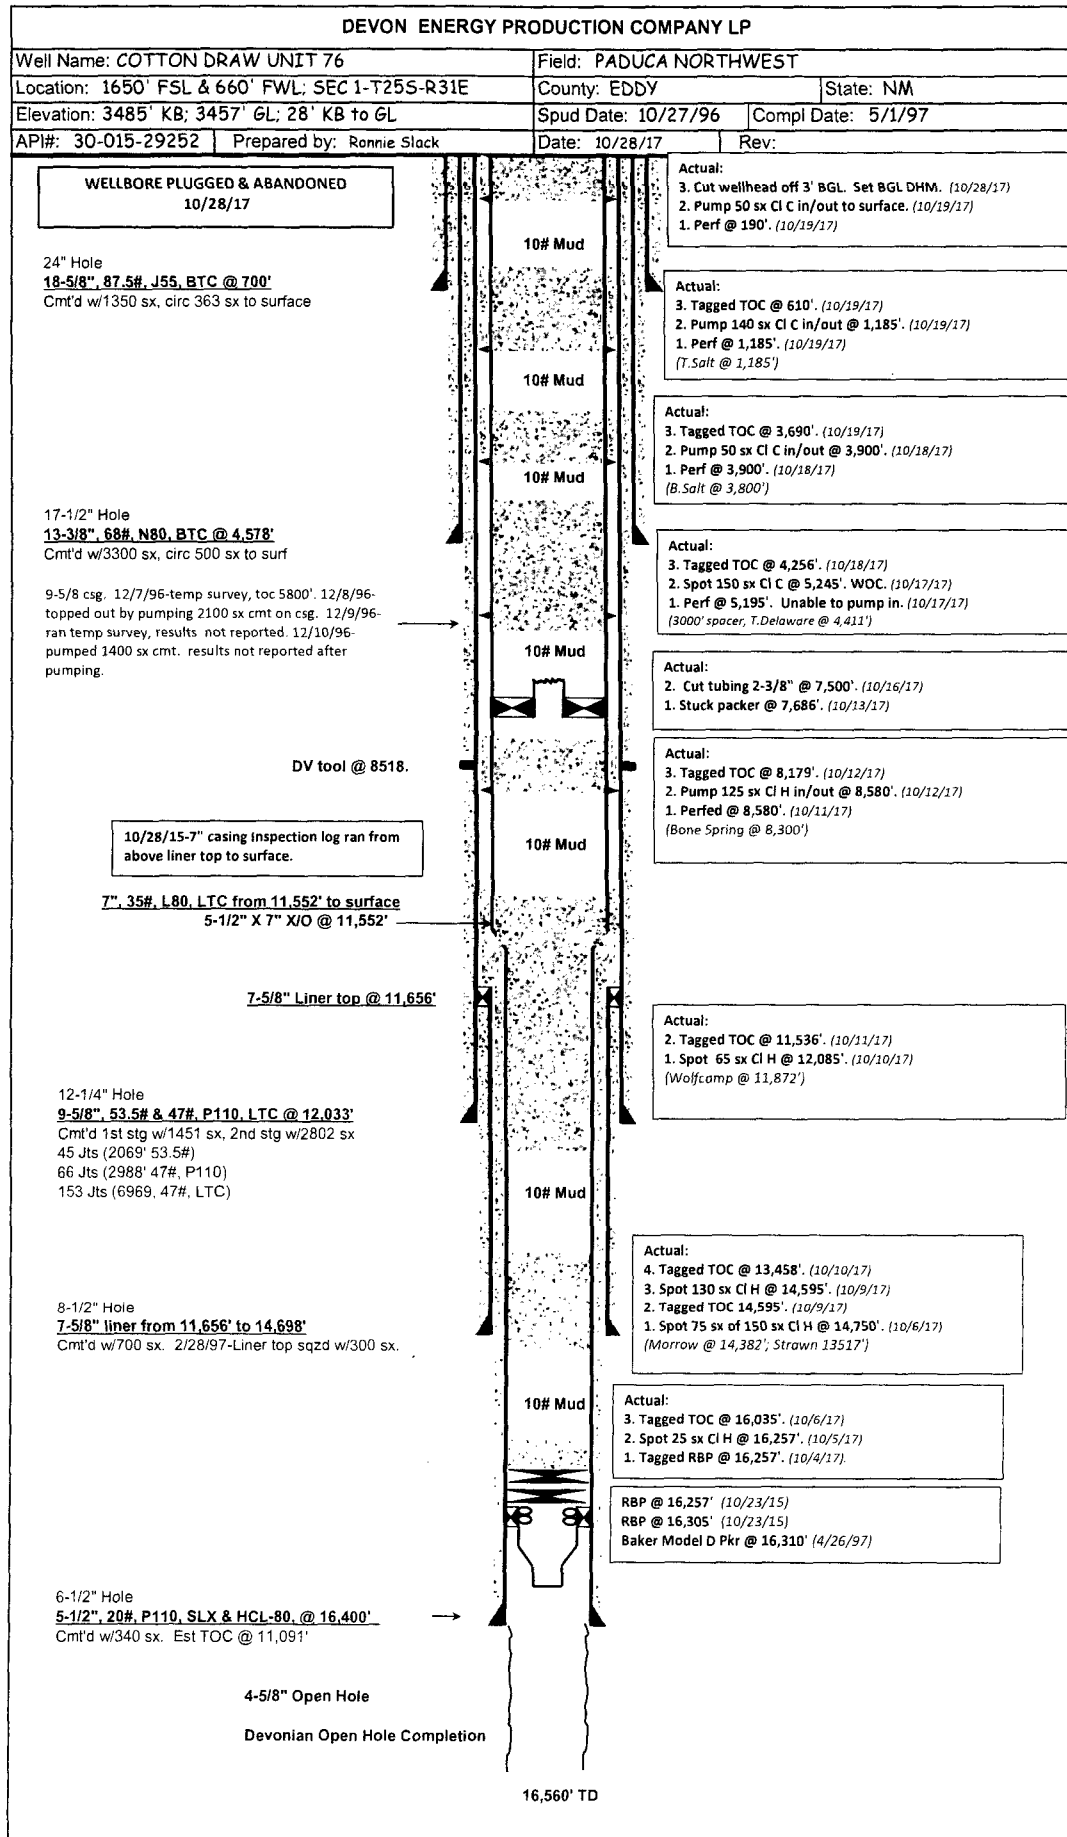 DEVON ENERGY PRODUCTION COMPANY LP
Well Name: COTTON DRAW UNIT 76
Field: PADUCA NORTHWEST
Location: 1650' FSL & 660' FWL; SEC 1-T25S-R31E
County: EDDY
State: NM
Elevation: 3485' KB; 3457' GL; 28' KB to GL
Spud Date: 10/27/96
Compl Date: 5/1/97
API#: 30-015-29252
Prepared by: Ronnie Slack
Date: 10/28/17
Rev:
WELLBORE PLUGGED & ABANDONED
10/28/17
Actual:
3. Cut wellhead off 3' BGL. Set BGL DHM. (10/28/17)
2. Pump 50 sx Cl C in/out to surface. (10/19/17)
1. Perf @ 190'. (10/19/17)
10# Mud
24" Hole
18-5/8", 87.5#, J55, BTC @ 700'
Cmt'd w/1350 sx, circ 363 sx to surface
Actual:
3. Tagged TOC @ 610'. (10/19/17)
2. Pump 140 sx Cl C in/out @ 1,185'. (10/19/17)
1. Perf @ 1,185'. (10/19/17)
(T.Salt @ 1,185')
10# Mud
Actual:
3. Tagged TOC @ 3,690'. (10/19/17)
2. Pump 50 sx Cl C in/out @ 3,900'. (10/18/17)
1. Perf @ 3,900'. (10/18/17)
(B.Salt @ 3,800')
10# Mud
17-1/2" Hole
13-3/8", 68#, N80, BTC @ 4,578'
Cmt'd w/3300 sx, circ 500 sx to surf
Actual:
3. Tagged TOC @ 4,256'. (10/18/17)
2. Spot 150 sx Cl C @ 5,245'. WOC. (10/17/17)
1. Perf @ 5,195'. Unable to pump in. (10/17/17)
(3000' spacer, T.Delaware @ 4,411')
9-5/8 csg. 12/7/96-temp survey, toc 5800'. 12/8/96-
topped out by pumping 2100 sx cmt on csg. 12/9/96-
ran temp survey, results not reported. 12/10/96-
pumped 1400 sx cmt. results not reported after
pumping.
10# Mud
Actual:
2. Cut tubing 2-3/8" @ 7,500'. (10/16/17)
1. Stuck packer @ 7,686'. (10/13/17)
DV tool @ 8518.
Actual:
3. Tagged TOC @ 8,179'. (10/12/17)
2. Pump 125 sx Cl H in/out @ 8,580'. (10/12/17)
1. Perfed @ 8,580'. (10/11/17)
(Bone Spring @ 8,300')
10/28/15-7" casing inspection log ran from
above liner top to surface.
10# Mud
7", 35#, L80, LTC from 11,552' to surface
5-1/2" X 7" X/O @ 11,552'
7-5/8" Liner top @ 11,656'
Actual:
2. Tagged TOC @ 11,536'. (10/11/17)
1. Spot 65 sx Cl H @ 12,085'. (10/10/17)
(Wolfcamp @ 11,872')
12-1/4" Hole
9-5/8", 53.5# & 47#, P110, LTC @ 12,033'
Cmt'd 1st stg w/1451 sx, 2nd stg w/2802 sx
45 Jts (2069' 53.5#)
66 Jts (2988' 47#, P110)
153 Jts (6969, 47#, LTC)
10# Mud
Actual:
4. Tagged TOC @ 13,458'. (10/10/17)
3. Spot 130 sx Cl H @ 14,595'. (10/9/17)
2. Tagged TOC 14,595'. (10/9/17)
1. Spot 75 sx of 150 sx Cl H @ 14,750'. (10/6/17)
(Morrow @ 14,382'; Strawn 13517')
8-1/2" Hole
7-5/8" liner from 11,656' to 14,698'
Cmt'd w/700 sx. 2/28/97-Liner top sqzd w/300 sx.
10# Mud
Actual:
3. Tagged TOC @ 16,035'. (10/6/17)
2. Spot 25 sx Cl H @ 16,257'. (10/5/17)
1. Tagged RBP @ 16,257'. (10/4/17).
RBP @ 16,257' (10/23/15)
RBP @ 16,305' (10/23/15)
Baker Model D Pkr @ 16,310' (4/26/97)
6-1/2" Hole
5-1/2", 20#, P110, SLX & HCL-80, @ 16,400'
Cmt'd w/340 sx. Est TOC @ 11,091'
4-5/8" Open Hole
Devonian Open Hole Completion
16,560' TD